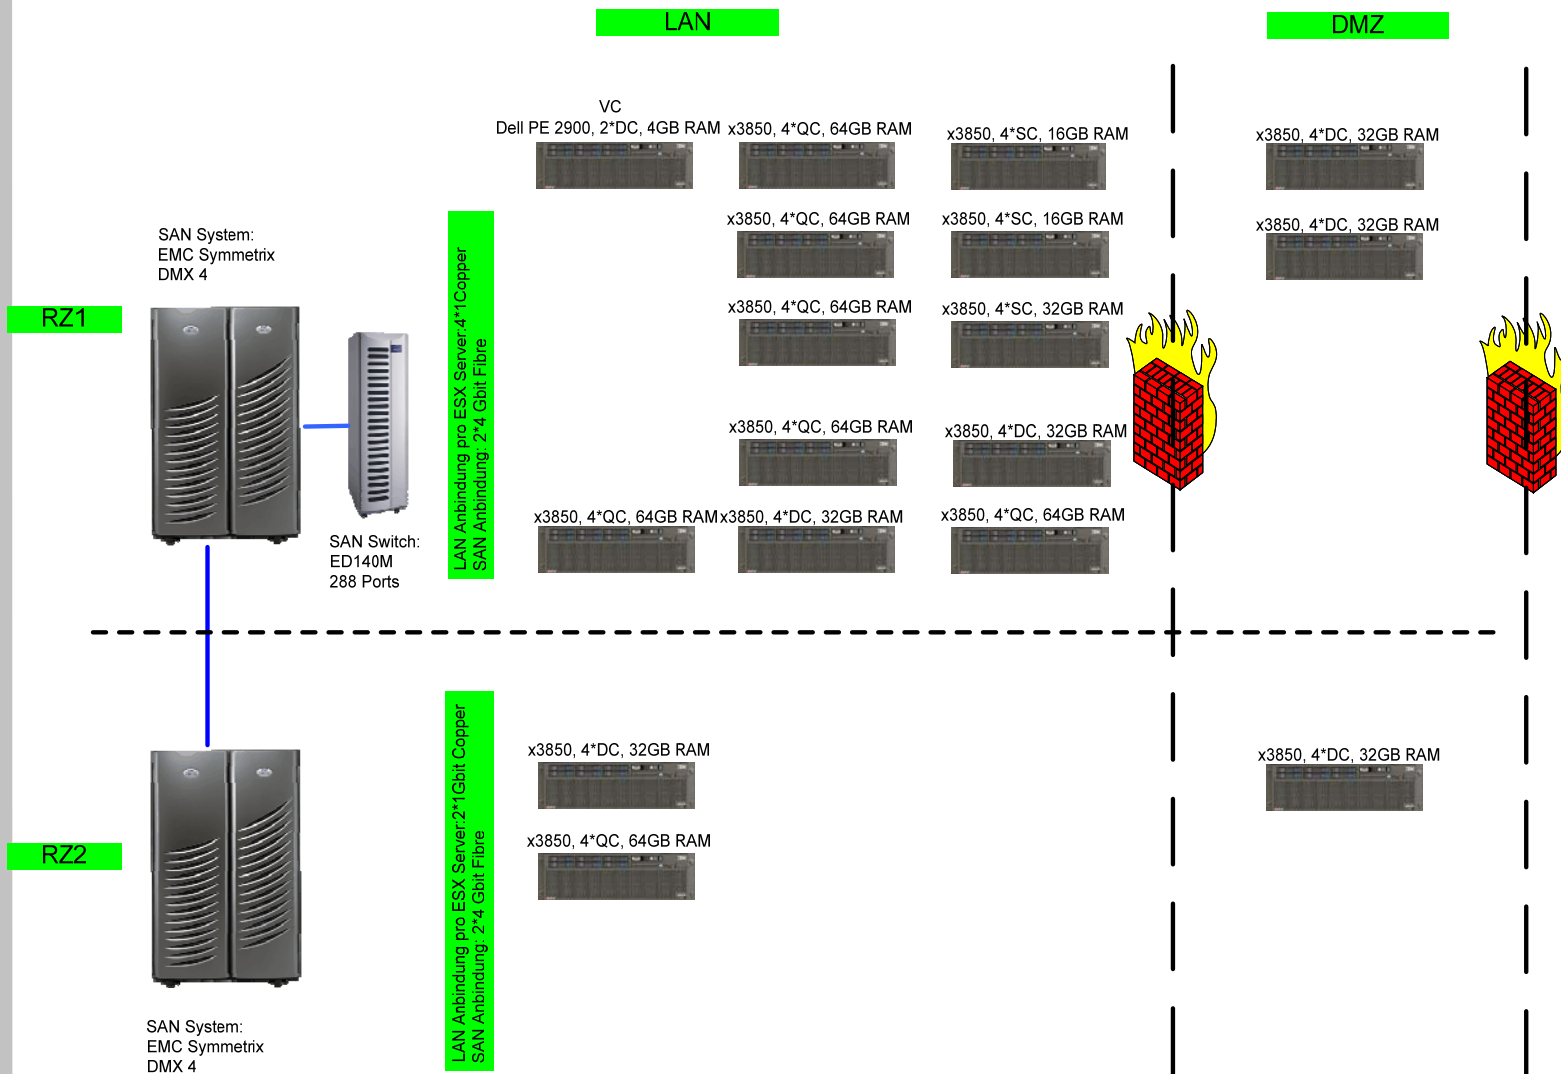 LAN
DMZ
VC
Dell PE 2900, 2*DC, 4GB RAM
x3850, 4*QC, 64GB RAM
x3850, 4*SC, 16GB RAM
x3850, 4*DC, 32GB RAM
x3850, 4*QC, 64GB RAM
x3850, 4*SC, 16GB RAM
x3850, 4*DC, 32GB RAM
SAN System:
EMC Symmetrix
DMX 4
RZ1
LAN Anbindung pro ESX Server:4*1Copper
SAN Anbindung: 2*4 Gbit Fibre
x3850, 4*QC, 64GB RAM
x3850, 4*SC, 32GB RAM
x3850, 4*QC, 64GB RAM
x3850, 4*DC, 32GB RAM
x3850, 4*QC, 64GB RAM
x3850, 4*DC, 32GB RAM
x3850, 4*QC, 64GB RAM
SAN Switch:
ED140M
288 Ports
RZ2
LAN Anbindung pro ESX Server:2*1Gbit Copper
SAN Anbindung: 2*4 Gbit Fibre
x3850, 4*DC, 32GB RAM
x3850, 4*DC, 32GB RAM
x3850, 4*QC, 64GB RAM
SAN System:
EMC Symmetrix
DMX 4